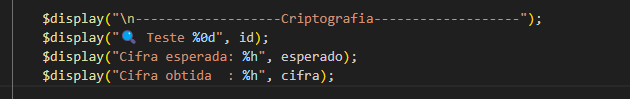 $display("\n--------------------Criptografia--------------------");
$display("🔍 Teste %0d", id);
$display("Cifra esperada: %h", esperado);
$display("Cifra obtida  : %h", cifra);